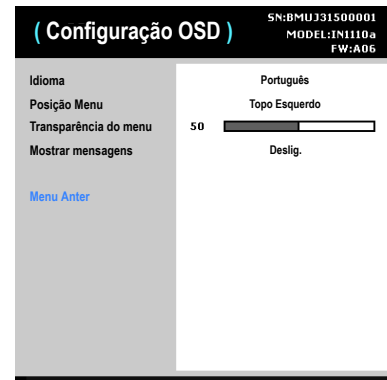 ( Configuração OSD )
SN:BMUJ31500001
MODEL:IN1110a
FW:A06
Idioma Português
Posição Menu Topo Esquerdo
Transparência do menu 50
Mostrar mensagens Deslig.
Menu Anter